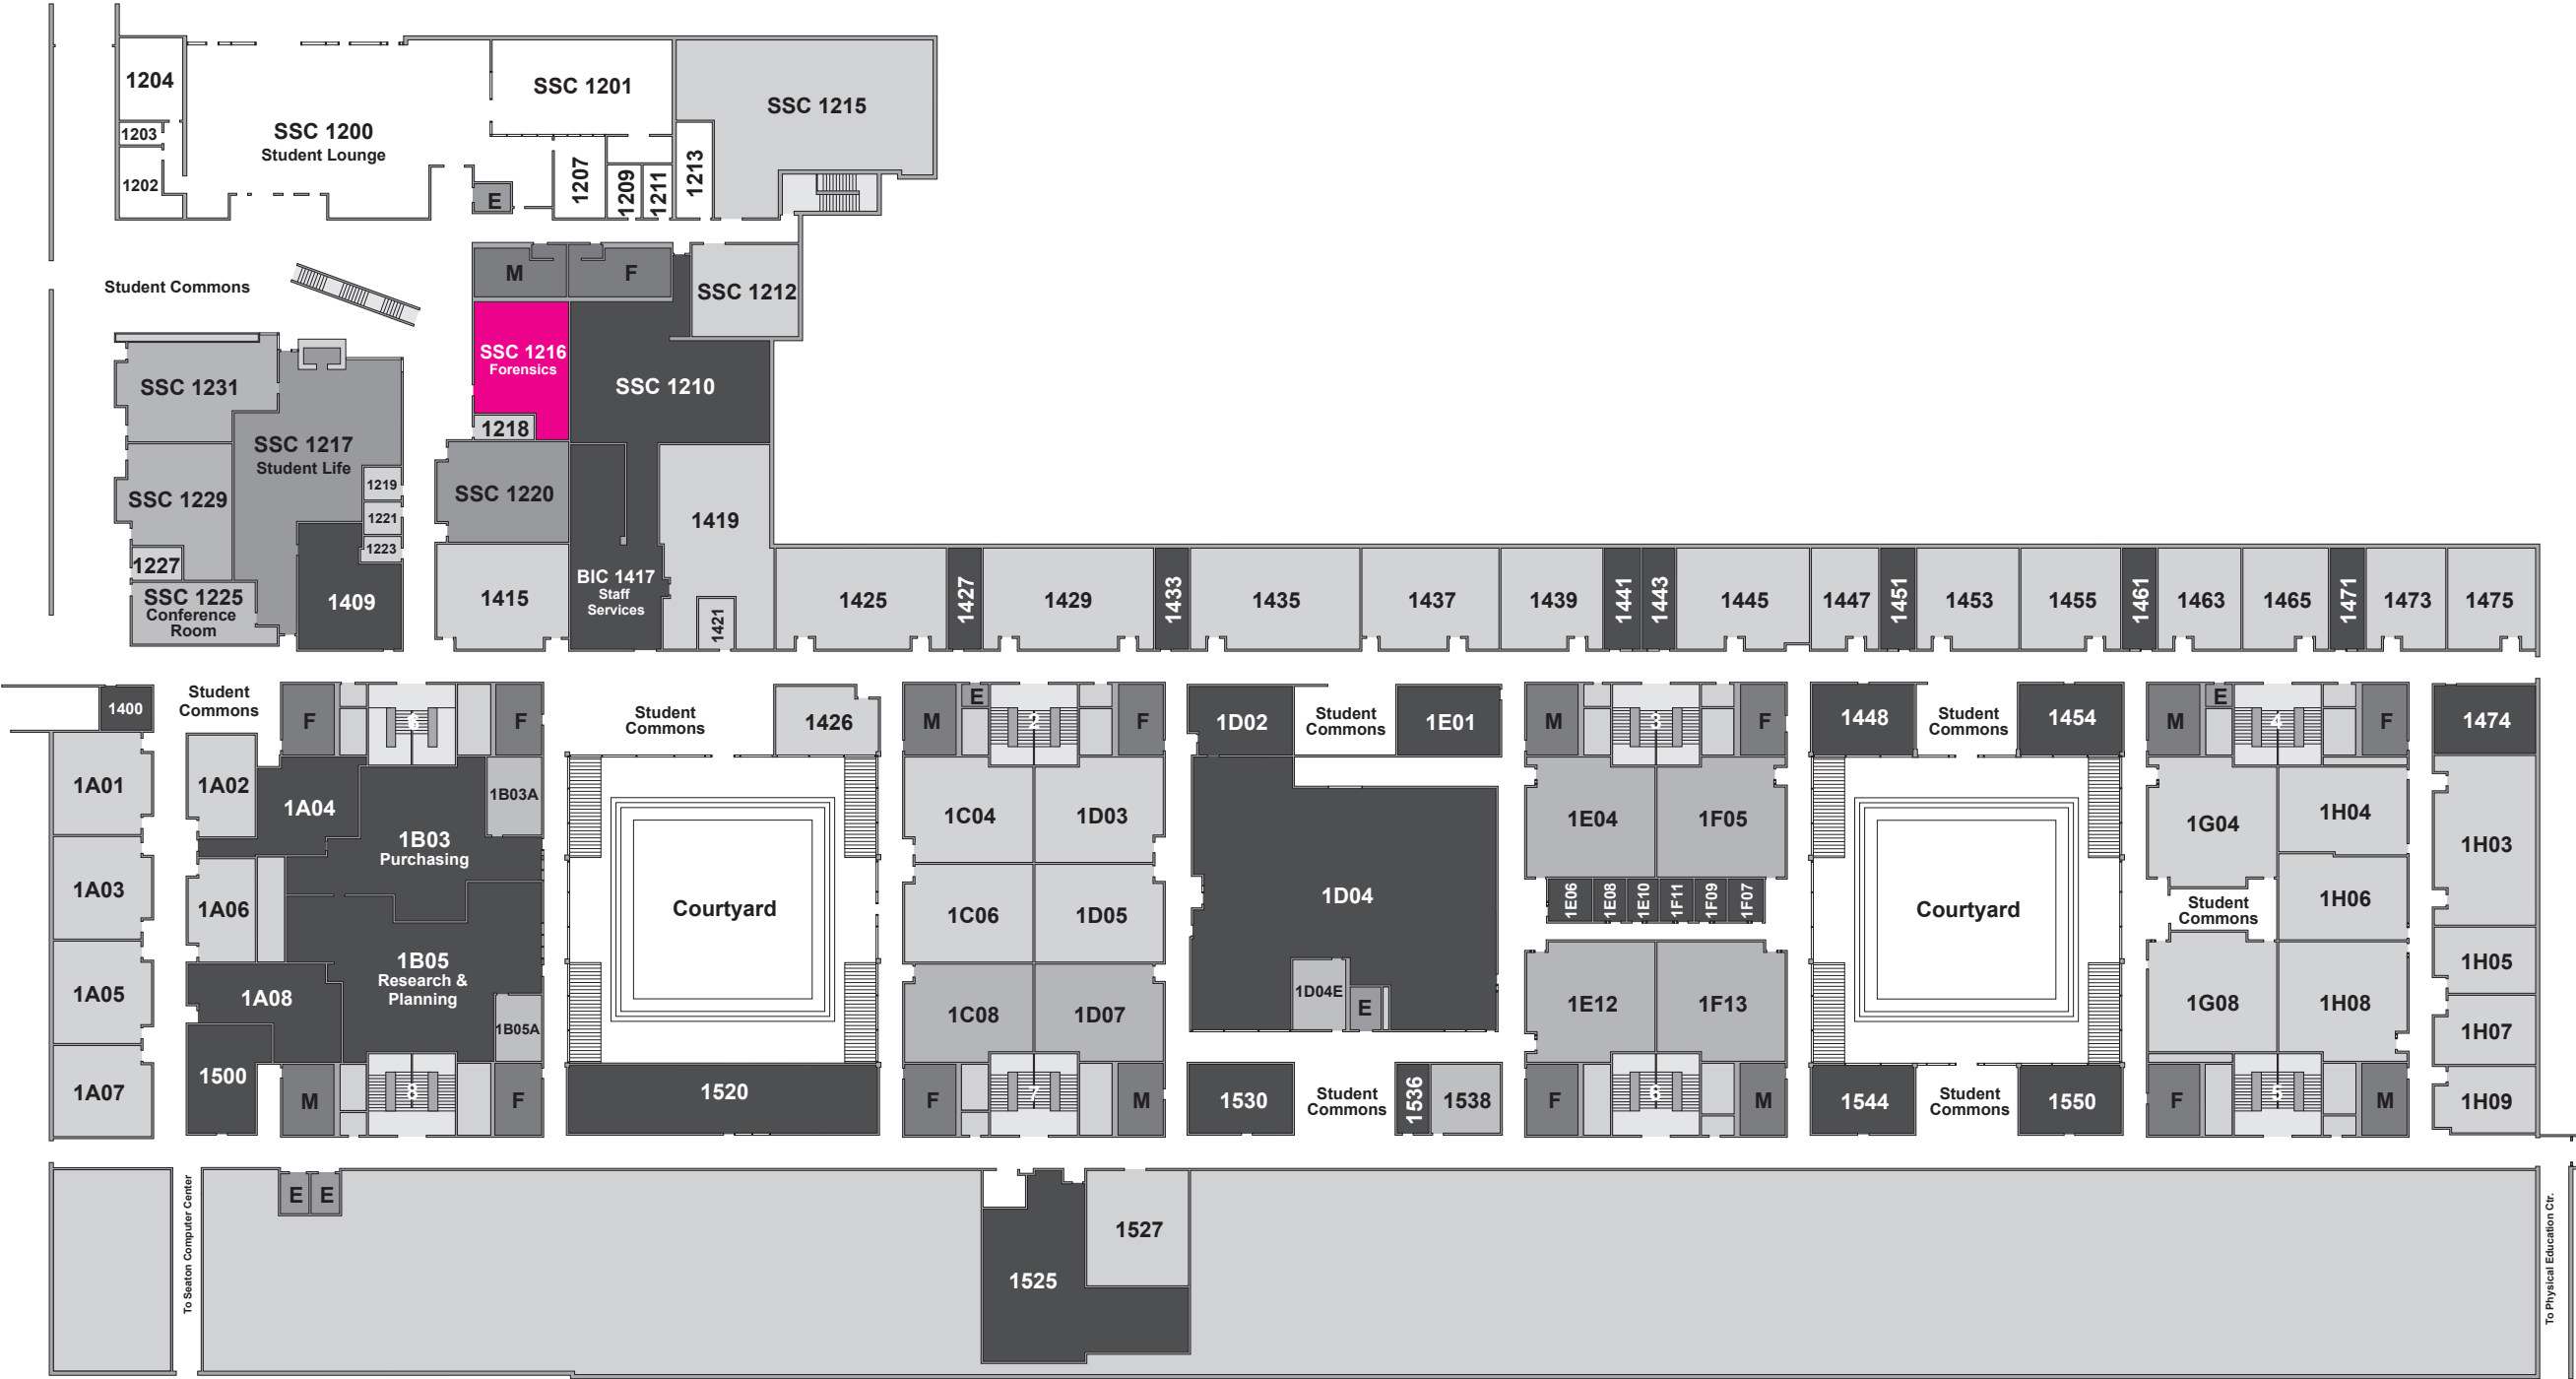 1204
SSC 1201
SSC 1215
1203
SSC 1200
Student Lounge
1202
E
1207
1209
1211
1213
M
F
SSC 1212
Student Commons
SSC 1216
Forensics
SSC 1210
SSC 1231
1218
SSC 1217
Student Life
SSC 1220
SSC 1229
1219
1221
1223
1419
1227
SSC 1225
Conference
Room
1409
1415
BIC 1417
Staff
Services
1421
1425
1427
1429
1433
1435
1437
1439
1441
1443
1445
1447
1451
1453
1455
1461
1463
1465
1471
1473
1475
1400
Student
Commons
F
F
Student
Commons
1426
M
E
2
F
1D02
Student
Commons
1E01
M
3
F
1448
Student
Commons
1454
M
E
4
F
1474
1A01
1A02
1A04
1B03A
1B03
Purchasing
1C04
1D03
1E04
1F05
1G04
1H04
1H03
1A03
1A06
Courtyard
1C06
1D05
1D04
1E06
1E08
1E10
1F11
1F09
1F07
Courtyard
Student
Commons
1H06
1B05
Research &
Planning
1A05
1A08
1B05A
1C08
1D07
1D04E
E
1E12
1F13
1G08
1H08
1H05
1H07
1A07
1500
M
8
F
1520
F
7
M
1530
Student
Commons
1536
1538
F
6
M
1544
Student
Commons
1550
F
5
M
1H09
To Seaton Computer Center
E
E
1525
1527
To Physical Education Ctr.